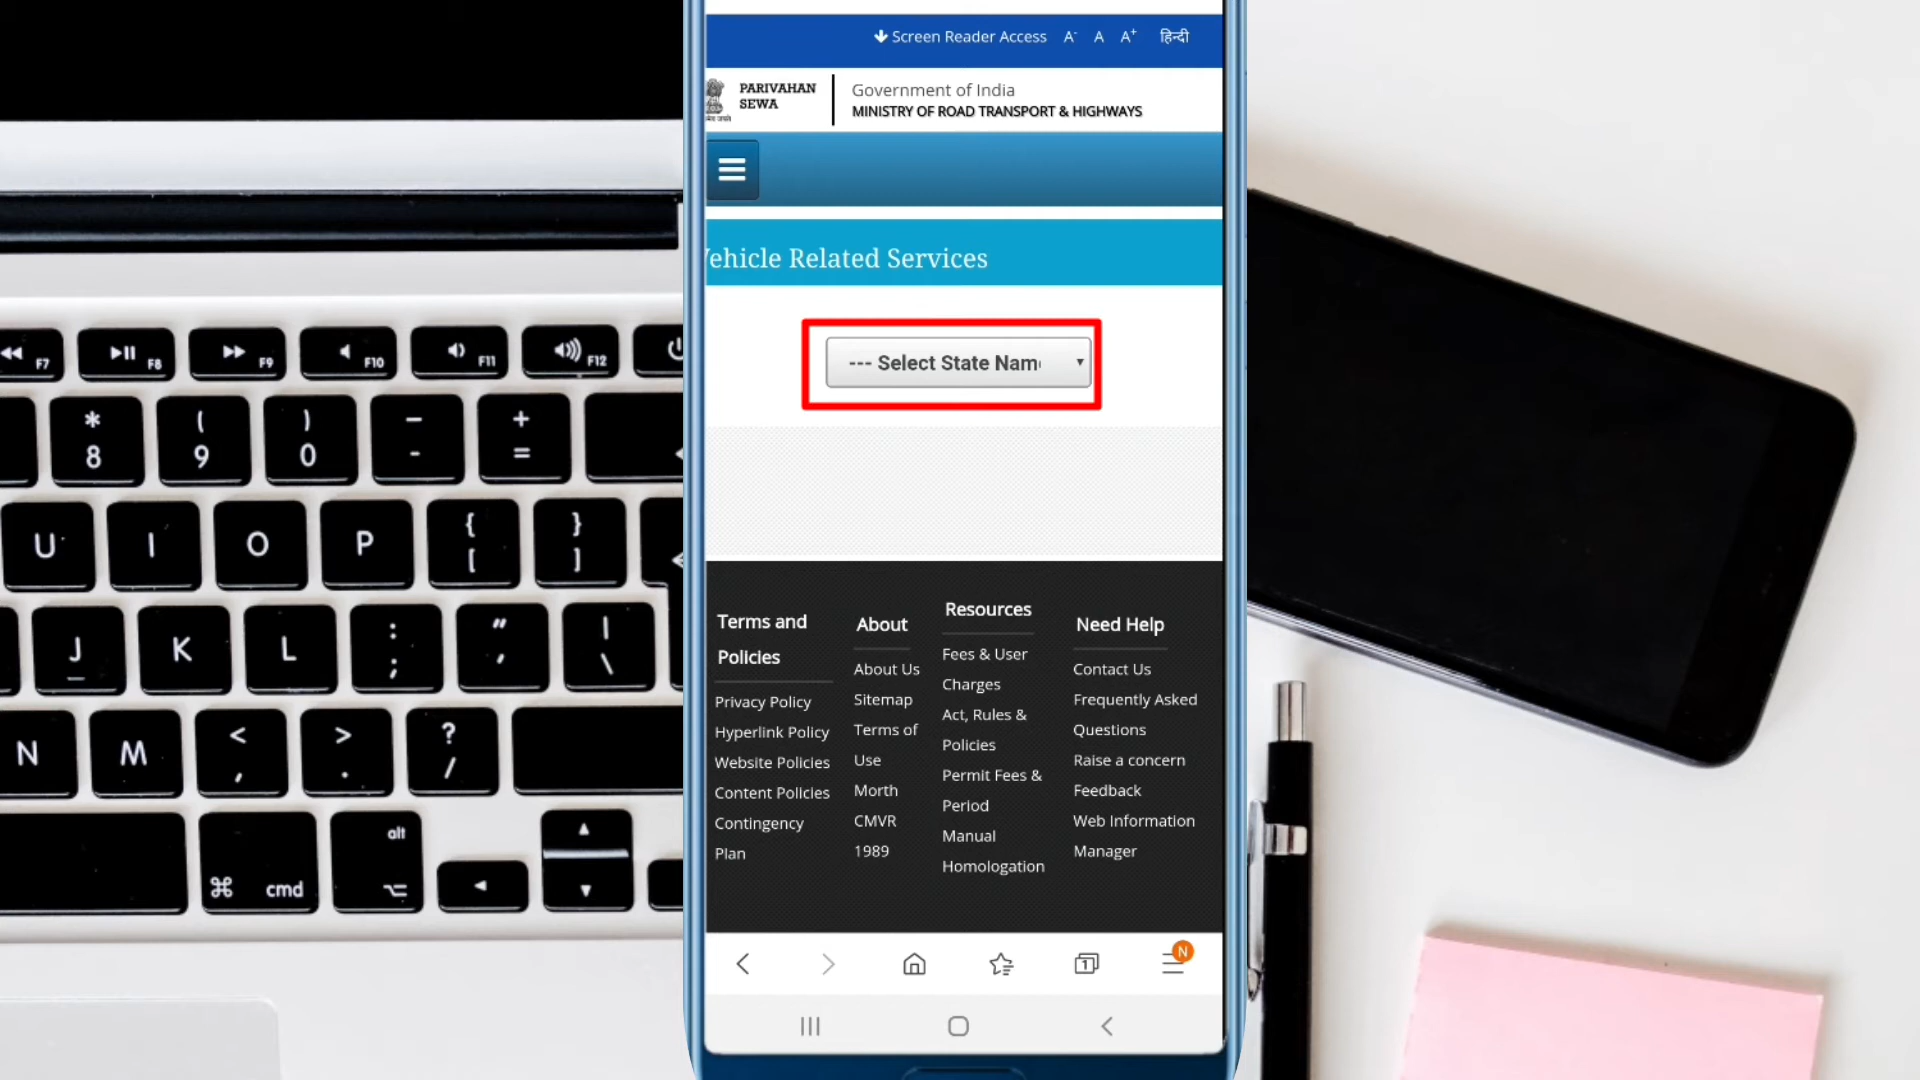 Screen Reader Access A- A A+ हिन्दी
PARIVAHAN
SEWA
Government of India
MINISTRY OF ROAD TRANSPORT & HIGHWAYS
Related Services
--- Select State
Terms and
Policies
Privacy Policy
Hyperlink Policy
Website Policies
Content Policies
Contingency
Plan
About
About Us
Sitemap
Terms of
Use
Morth
CMVR
1989
Resources
Fees & User
Charges
Act, Rules &
Policies
Permit Fees &
Period
Manual
Homologation
Need Help
Contact Us
Frequently Asked
Questions
Raise a concern
Feedback
Web Information
Manager
1
N
F7 F8 F9 F10 F11 F12
* ( ) – +
8 9 0 - =
U I O P { }
[ ]
J K L : " |
; ' \
N M < > ?
, . /
alt
⌘ cmd ⌥